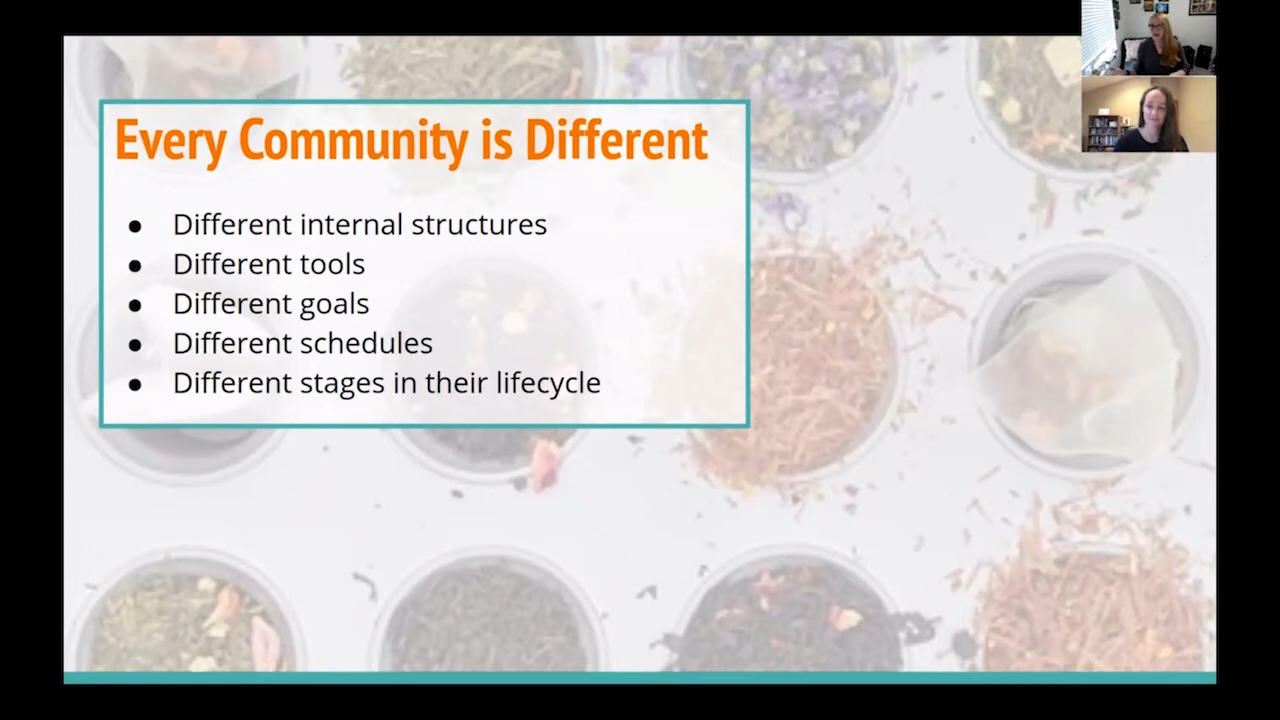 Every Community is Different
● Different internal structures
● Different tools
● Different goals
● Different schedules
● Different stages in their lifecycle